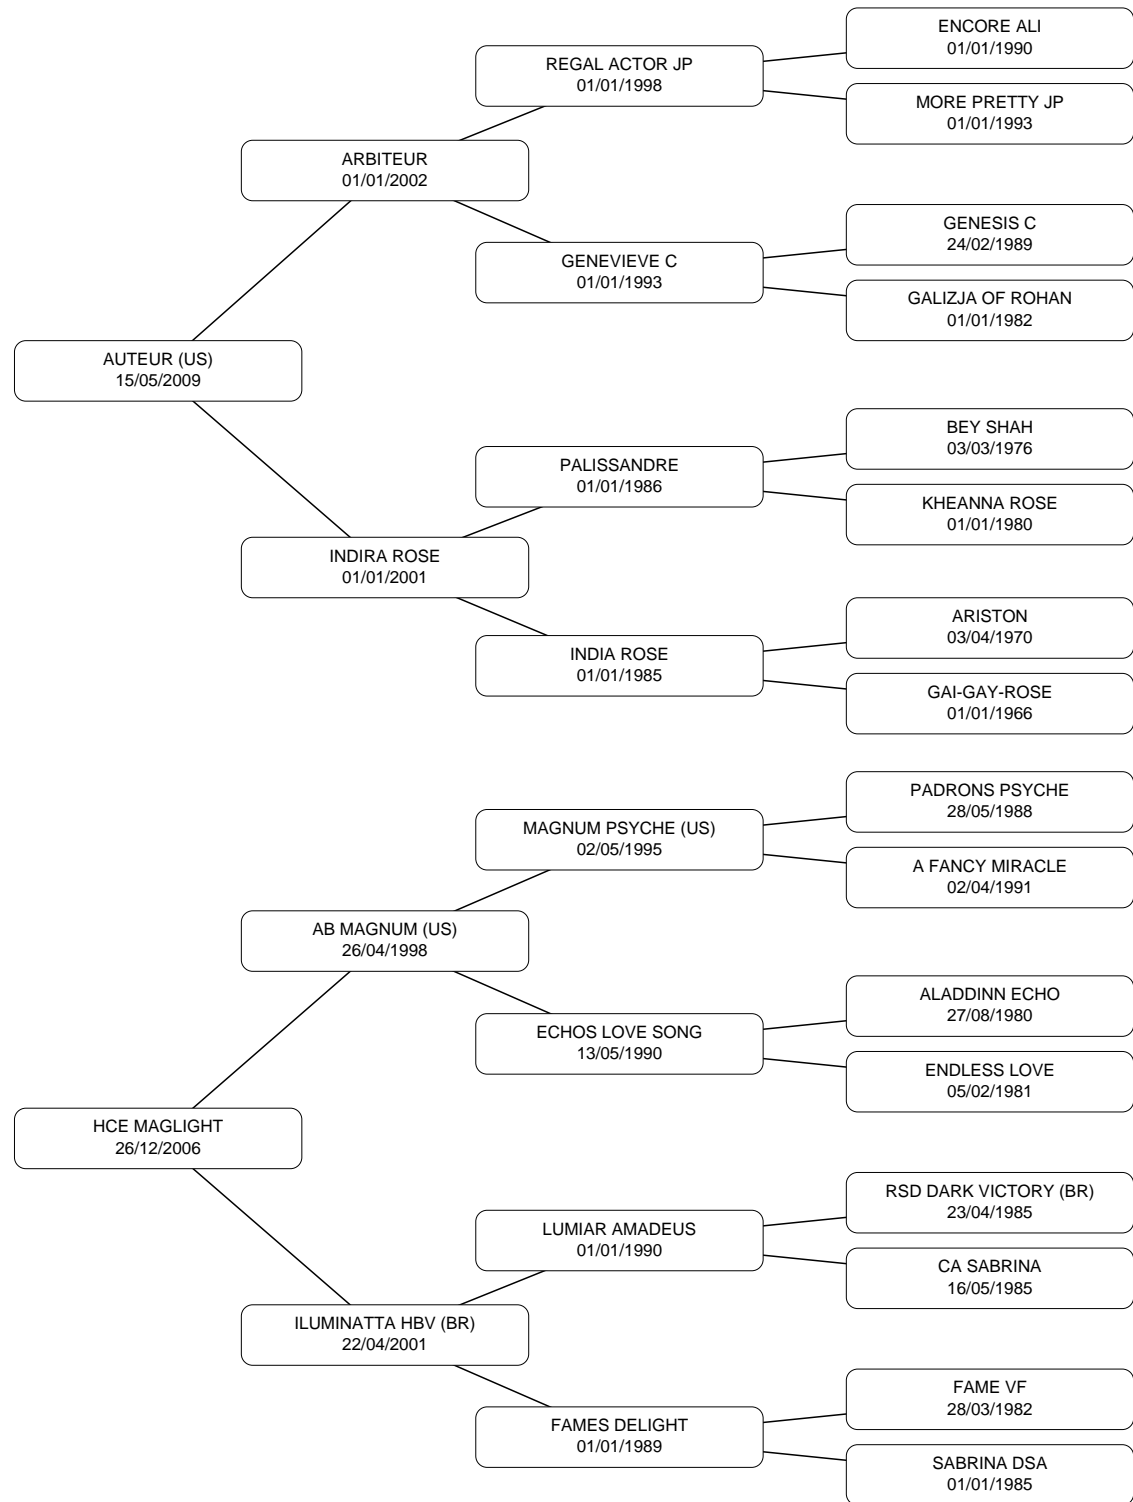 ENCORE ALI
01/01/1990
REGAL ACTOR JP
01/01/1998
MORE PRETTY JP
01/01/1993
ARBITEUR
01/01/2002
GENESIS C
24/02/1989
GENEVIEVE C
01/01/1993
GALIZJA OF ROHAN
01/01/1982
AUTEUR (US)
15/05/2009
BEY SHAH
03/03/1976
PALISSANDRE
01/01/1986
KHEANNA ROSE
01/01/1980
INDIRA ROSE
01/01/2001
ARISTON
03/04/1970
INDIA ROSE
01/01/1985
GAI-GAY-ROSE
01/01/1966
PADRONS PSYCHE
28/05/1988
MAGNUM PSYCHE (US)
02/05/1995
A FANCY MIRACLE
02/04/1991
AB MAGNUM (US)
26/04/1998
ALADDINN ECHO
27/08/1980
ECHOS LOVE SONG
13/05/1990
ENDLESS LOVE
05/02/1981
HCE MAGLIGHT
26/12/2006
RSD DARK VICTORY (BR)
23/04/1985
LUMIAR AMADEUS
01/01/1990
CA SABRINA
16/05/1985
ILUMINATTA HBV (BR)
22/04/2001
FAME VF
28/03/1982
FAMES DELIGHT
01/01/1989
SABRINA DSA
01/01/1985